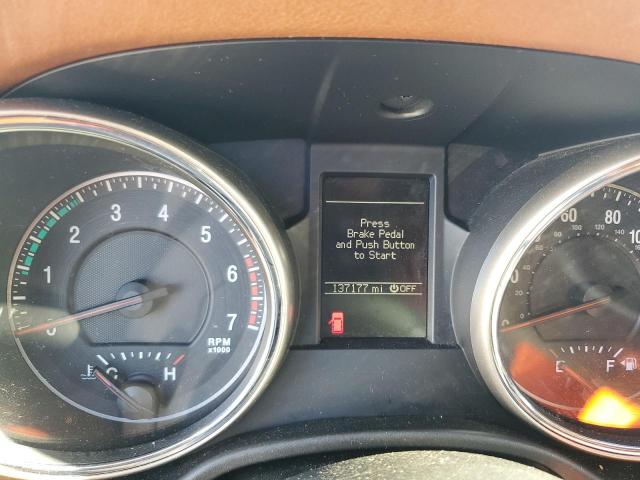 Press
Brake Pedal
and Push Button
to Start
137177 mi OFF
0 1 2 3 4 5 6 7
RPM
x1000
C H
60 80
E F